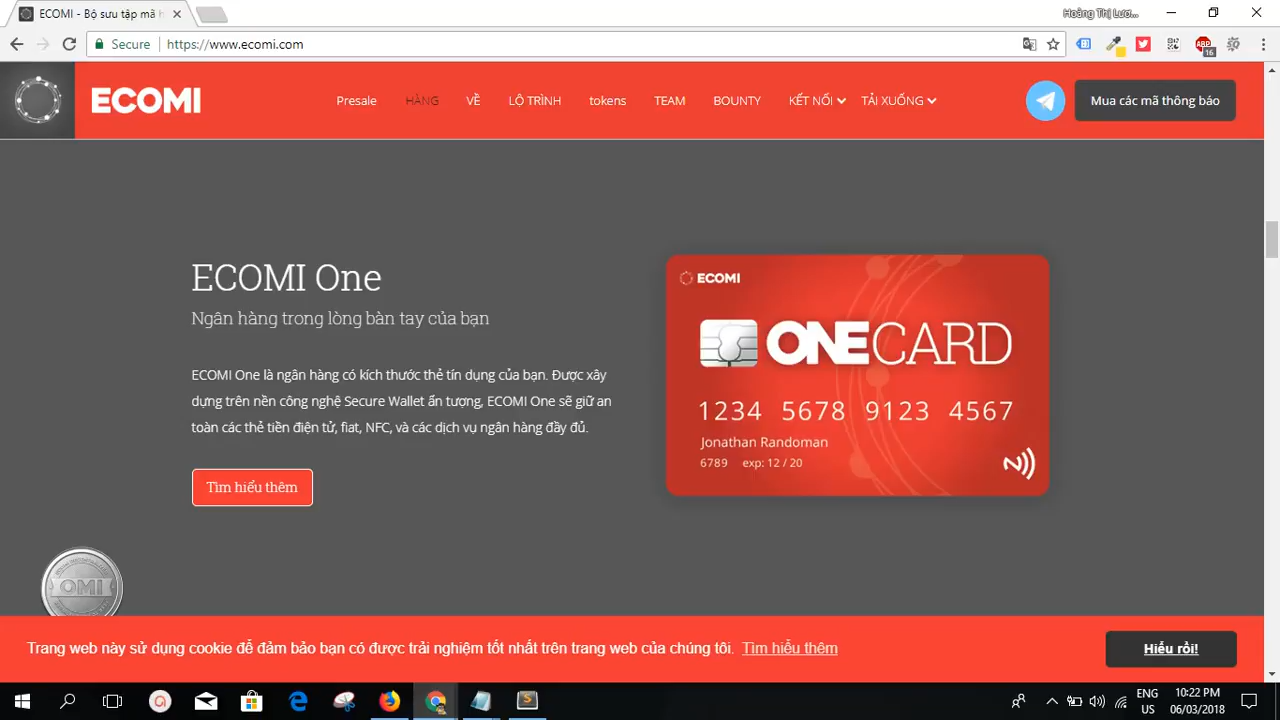 ECOMI - Bộ sưu tập mã h
Hoàng Thị Lươ...
Secure
https://www.ecomi.com
ABP
16
ECOMI
Presale
HÀNG
VỀ
LỘ TRÌNH
tokens
TEAM
BOUNTY
KẾT NỐI
TẢI XUỐNG
Mua các mã thông báo
ECOMI One
Ngân hàng trong lòng bàn tay của bạn
ECOMI One là ngân hàng có kích thước thẻ tín dụng của bạn. Được xây
dựng trên nền công nghệ Secure Wallet ấn tượng, ECOMI One sẽ giữ an
toàn các thẻ tiền điện tử, fiat, NFC, và các dịch vụ ngân hàng đầy đủ.
Tìm hiểu thêm
ECOMI
ONECARD
1234 5678 9123 4567
Jonathan Randoman
6789 exp: 12 / 20
OMI
Trang web này sử dụng cookie để đảm bảo bạn có được trải nghiệm tốt nhất trên trang web của chúng tôi. Tìm hiểu thêm
Hiểu rồi!
ENG
US
10:22 PM
06/03/2018